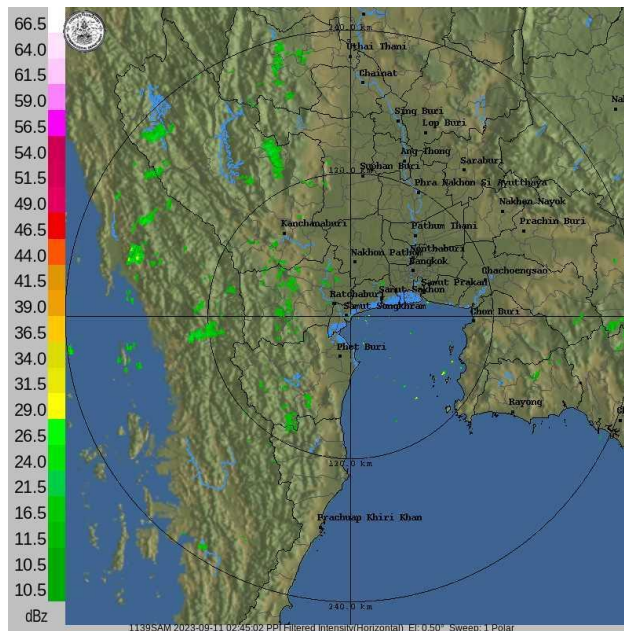 66.5
64.0
61.5
59.0
56.5
54.0
51.5
49.0
46.5
44.0
41.5
39.0
36.5
34.0
31.5
29.0
26.5
24.0
21.5
16.5
11.5
10.5
10.5
dBz
240.0 km
Uthai Thani
Chainat
Sing Buri
Lop Buri
Ang Thong
Saraburi
120.0 km
Suphan Buri
Phra Nakhon Si Ayutthaya
Nakhon Nayok
Prachin Buri
Kanchanaburi
Pathum Thani
Nonthaburi
Nakhon Pathom
Bangkok
Chachoengsao
Samut Prakan
Samut Sakhon
Ratchaburi
Samut Songkhram
Chon Buri
Phet Buri
Rayong
120.0 km
Prachuap Khiri Khan
240.0 km
1139SAM 2023-09-11 02:45:02 PPI Filtered Intensity(Horizontal) El: 0.50° Sweep: 1 Polar